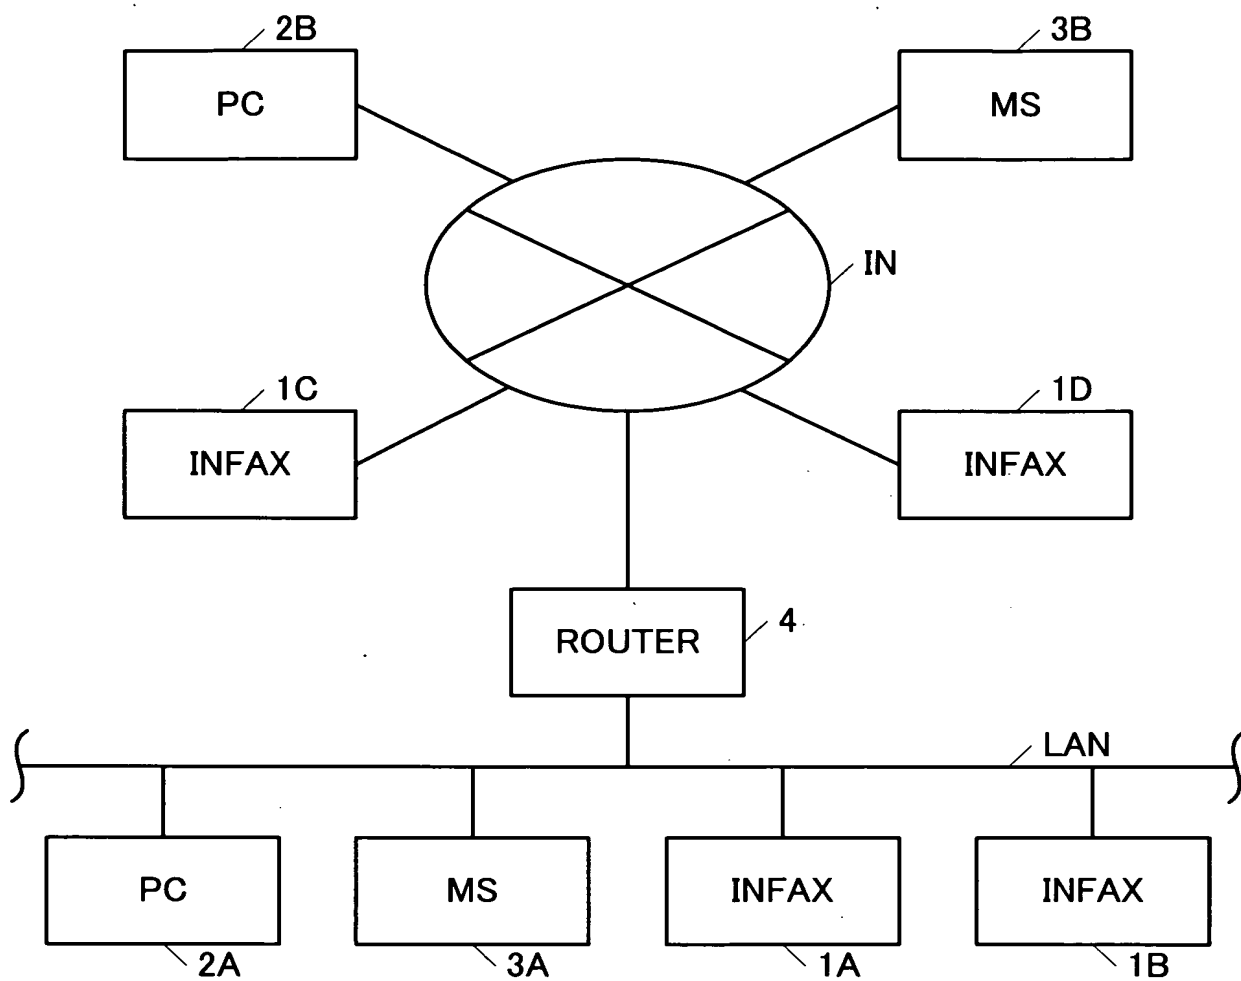 2B
3B
PC
MS
IN
1C
1D
INFAX
INFAX
4
ROUTER
LAN
PC
MS
INFAX
INFAX
2A
3A
1A
1B